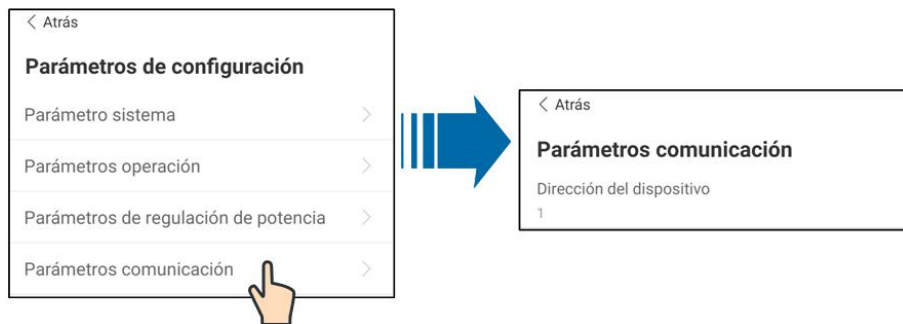 Atrás
Parámetros de configuración
Parámetro sistema
Parámetros operación
Parámetros de regulación de potencia
Parámetros comunicación
Atrás
Parámetros comunicación
Dirección del dispositivo
1